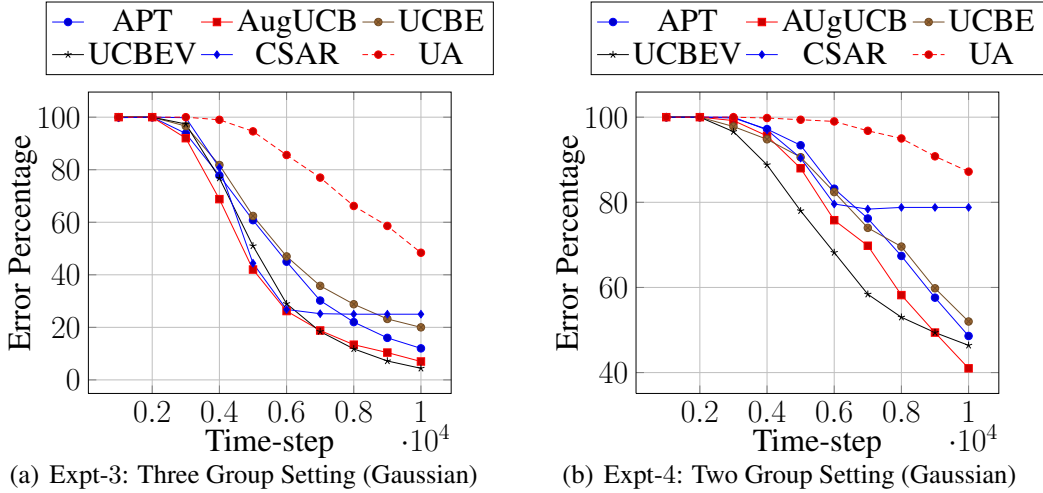 APT AugUCB UCBE
UCBEV CSAR UA
100
80
60
40
20
0
Error Percentage
0.2 0.4 0.6 0.8 1
Time-step
·10^4
(a) Expt-3: Three Group Setting (Gaussian)
APT AUgUCB UCBE
UCBEV CSAR UA
100
80
60
40
Error Percentage
0.2 0.4 0.6 0.8 1
Time-step
·10^4
(b) Expt-4: Two Group Setting (Gaussian)